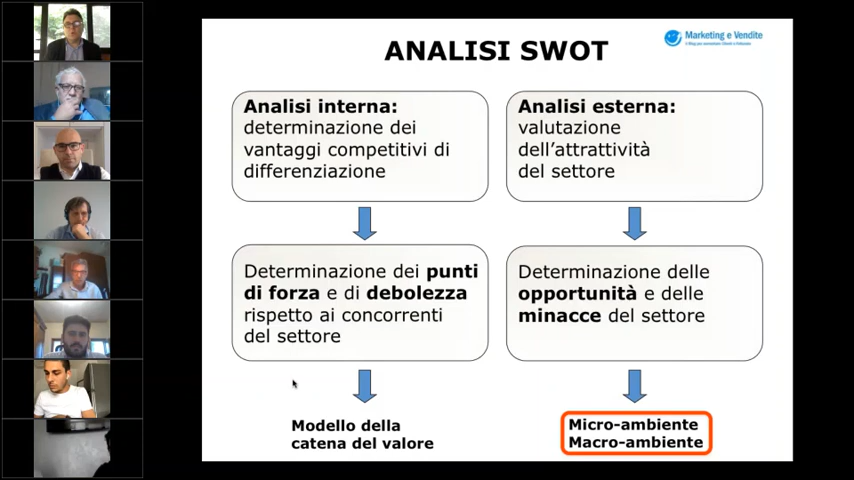 ANALISI SWOT
Marketing e Vendite
Analisi interna:
determinazione dei
vantaggi competitivi di
differenziazione
Analisi esterna:
valutazione
dell’attrattività
del settore
Determinazione dei punti
di forza e di debolezza
rispetto ai concorrenti
del settore
Determinazione delle
opportunità e delle
minacce del settore
Modello della
catena del valore
Micro-ambiente
Macro-ambiente